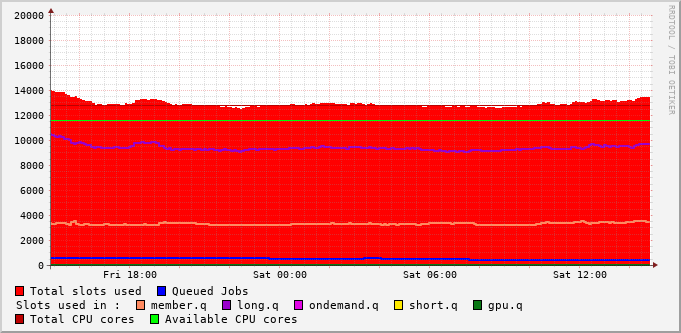 20000
18000
16000
14000
12000
10000
8000
6000
4000
2000
0
Fri 18:00 Sat 00:00 Sat 06:00 Sat 12:00
Total slots used Queued Jobs
Slots used in : member.q long.q ondemand.q short.q gpu.q
Total CPU cores Available CPU cores
RRDTOOL / TOBI OETIKER